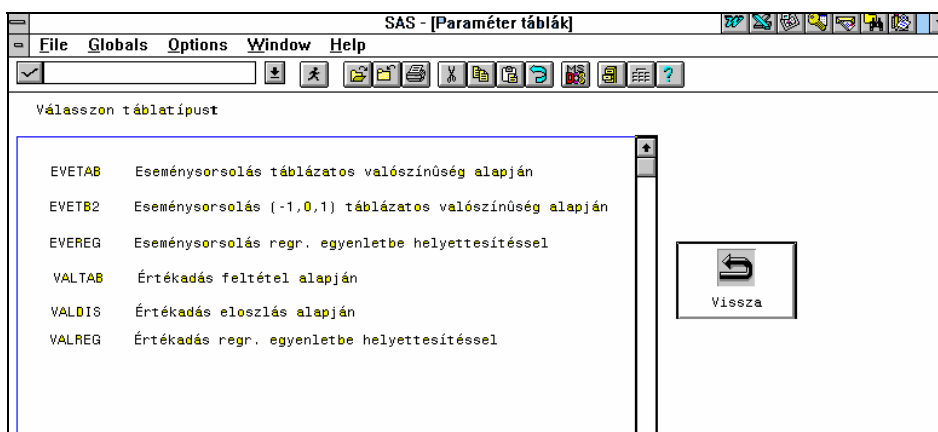 SAS - [Paraméter táblák]
File Globals Options Window Help
Válasszon táblatípust
EVETAB Eseménysorsolás táblázatos valószínûség alapján
EVETB2 Eseménysorsolás (-1,0,1) táblázatos valószínûség alapján
EVEREG Eseménysorsolás regr. egyenletbe helyettesítéssel
VALTAB Értékadás feltétel alapján
VALDIS Értékadás eloszlás alapján
VALREG Értékadás regr. egyenletbe helyettesítéssel
Vissza